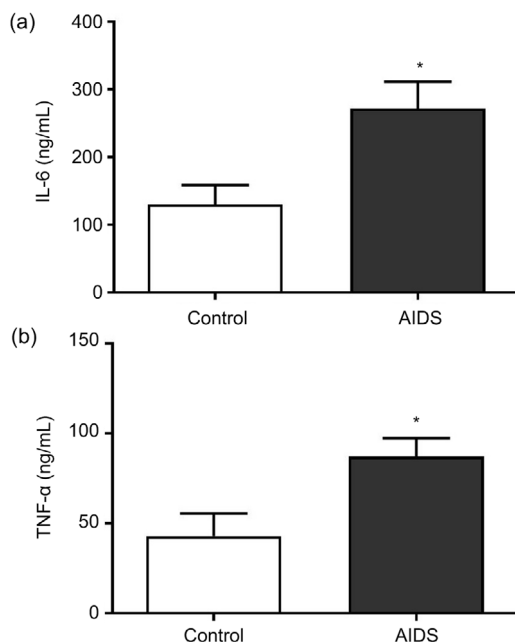 (a)
IL-6 (ng/mL)
400
300
200
100
0
*
Control
AIDS
(b)
TNF-α (ng/mL)
150
100
50
0
*
Control
AIDS